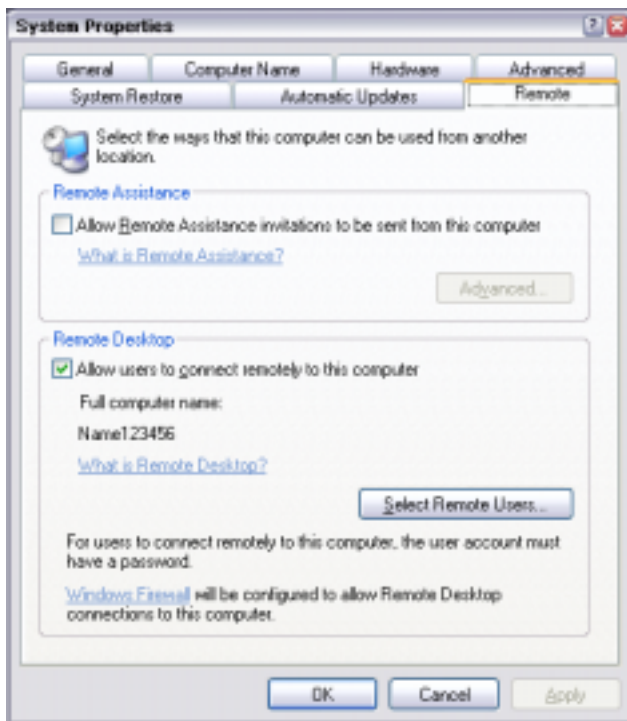 System Properties
General Computer Name Hardware Advanced
System Restore Automatic Updates Remote
Select the ways that this computer can be used from another
location.
Remote Assistance
Allow Remote Assistance invitations to be sent from this computer
What is Remote Assistance?
Advanced...
Remote Desktop
Allow users to connect remotely to this computer
Full computer name:
Name123456
What is Remote Desktop?
Select Remote Users...
For users to connect remotely to this computer, the user account must
have a password.
Windows Firewall will be configured to allow Remote Desktop
connections to this computer.
OK Cancel Apply